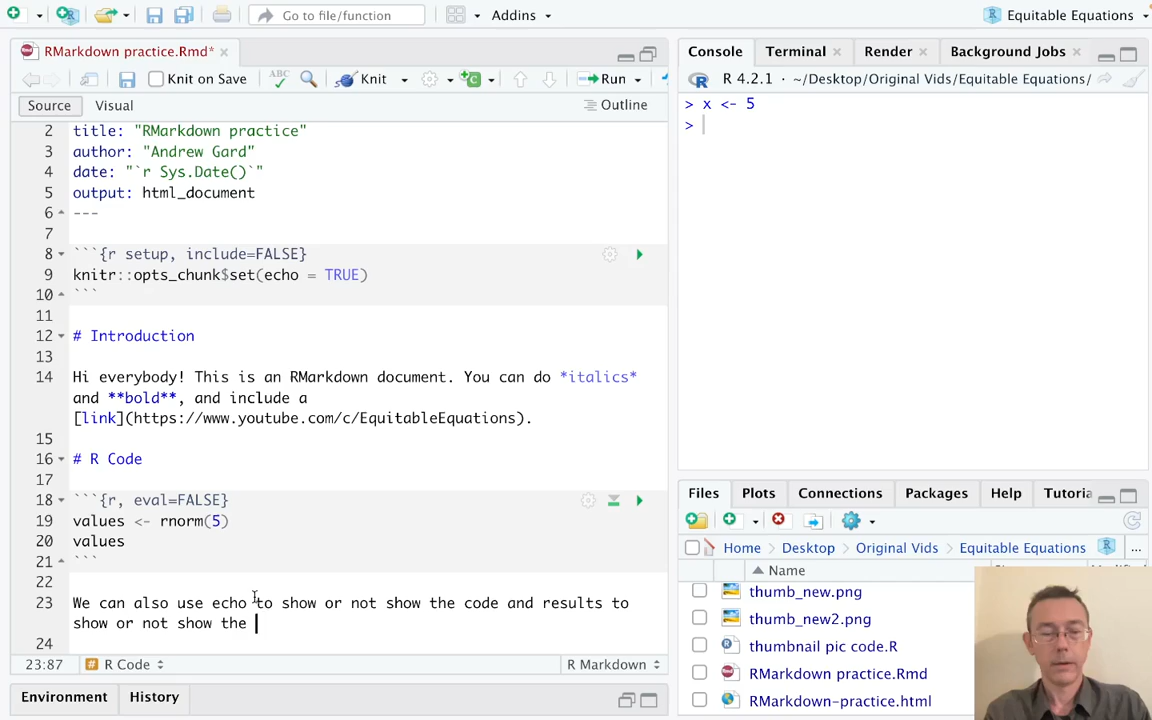 Go to file/function
Addins
Equitable Equations
RMarkdown practice.Rmd*
Knit on Save
ABC
Knit
Run
Source
Visual
Outline
2 title: "RMarkdown practice"
3 author: "Andrew Gard"
4 date: "`r Sys.Date()`"
5 output: html_document
6 ---
7
8 ```{r setup, include=FALSE}
9 knitr::opts_chunk$set(echo = TRUE)
10 ```
11
12 # Introduction
13
14 Hi everybody! This is an RMarkdown document. You can do *italics*
and **bold**, and include a
[link](https://www.youtube.com/c/EquitableEquations).
15
16 # R Code
17
18 ```{r, eval=FALSE}
19 values <- rnorm(5)
20 values
21 ```
22
23 We can also use echo to show or not show the code and results to
show or not show the
24
23:87 # R Code
R Markdown
Environment
History
Console
Terminal
Render
Background Jobs
R 4.2.1 · ~/Desktop/Original Vids/Equitable Equations/
> x <- 5
>
Files
Plots
Connections
Packages
Help
Tutoria
Home
Desktop
Original Vids
Equitable Equations
...
Name
thumb_new.png
thumb_new2.png
thumbnail pic code.R
RMarkdown practice.Rmd
RMarkdown-practice.html